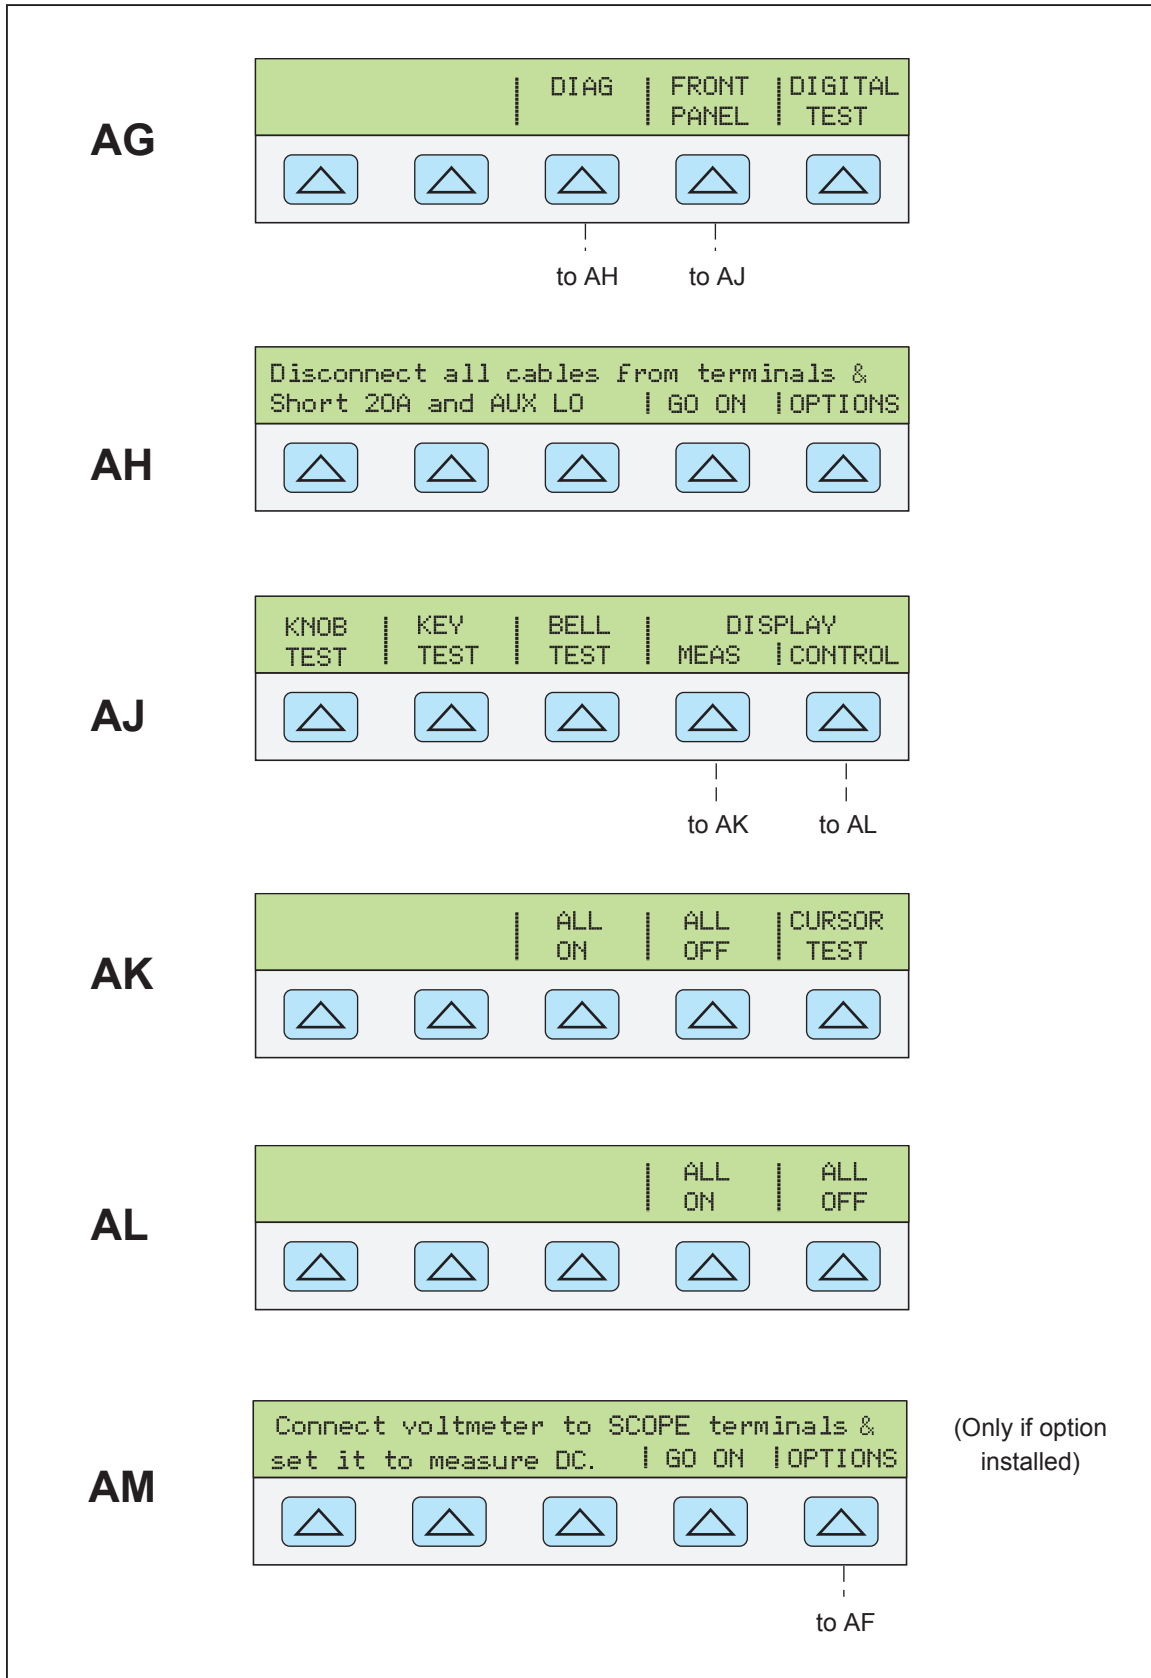 AG
DIAG | FRONT PANEL | DIGITAL TEST
to AH to AJ
AH
Disconnect all cables from terminals &
Short 20A and AUX LO | GO ON | OPTIONS
AJ
KNOB TEST | KEY TEST | BELL TEST | DISPLAY
MEAS | CONTROL
to AK to AL
AK
ALL ON | ALL OFF | CURSOR TEST
AL
ALL ON | ALL OFF
AM
Connect voltmeter to SCOPE terminals &
set it to measure DC. | GO ON | OPTIONS
(Only if option
installed)
to AF